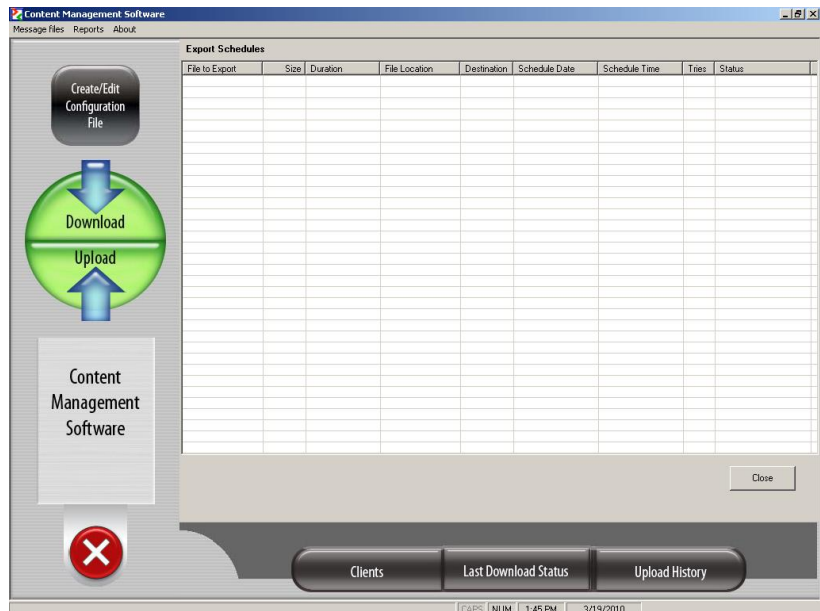 Content Management Software
Message files Reports About
Export Schedules
File to Export Size Duration File Location Destination Schedule Date Schedule Time Tries Status
Create/Edit
Configuration
File
Download
Upload
Content
Management
Software
Close
Clients Last Download Status Upload History
CAPS NUM 1:45 PM 3/19/2010